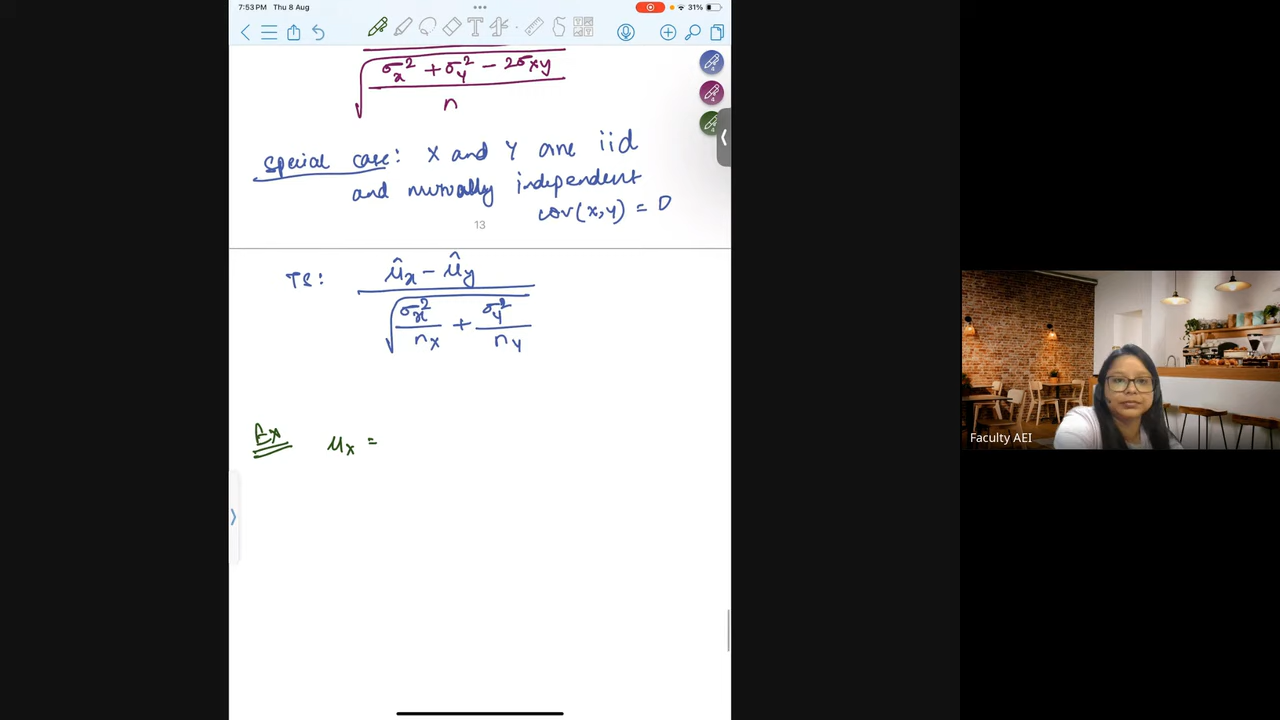 7:53 PM Thu 8 Aug
31%
σx² + σy² − 2σxy
n
Special case: X and Y are iid
and mutually independent
cov(x,y) = 0
13
TS: μ̂x − μ̂y
σx² + σy²
nx ny
Ex μx =
Faculty AEI